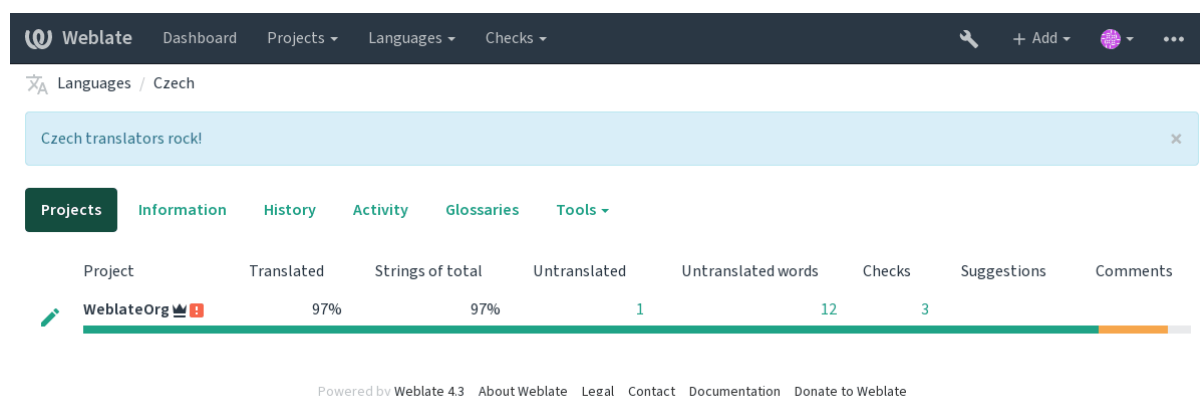 Weblate Dashboard Projects Languages Checks + Add •••
Languages / Czech
Czech translators rock! ×
Projects Information History Activity Glossaries Tools
Project Translated Strings of total Untranslated Untranslated words Checks Suggestions Comments
WeblateOrg 97% 97% 1 12 3
Powered by Weblate 4.3 About Weblate Legal Contact Documentation Donate to Weblate